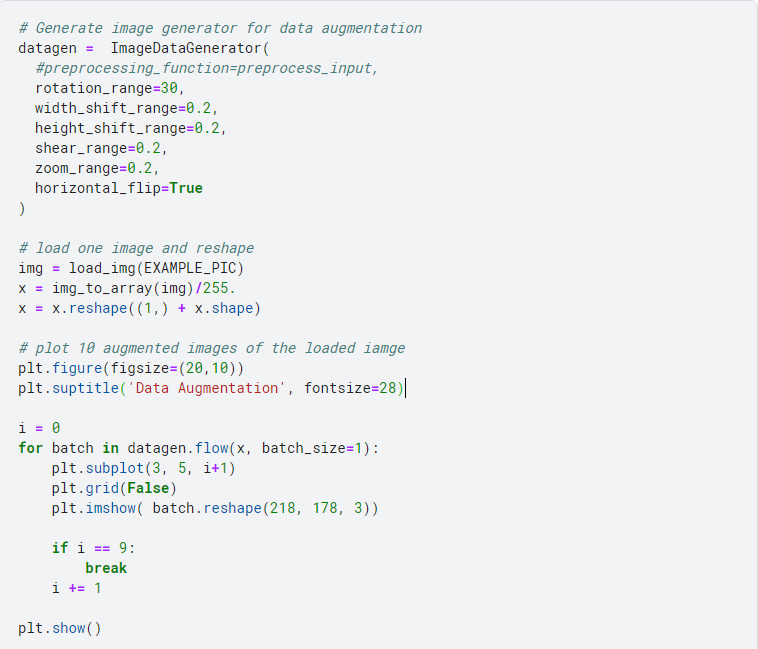 # Generate image generator for data augmentation
datagen =  ImageDataGenerator(
  #preprocessing_function=preprocess_input,
  rotation_range=30,
  width_shift_range=0.2,
  height_shift_range=0.2,
  shear_range=0.2,
  zoom_range=0.2,
  horizontal_flip=True
)

# load one image and reshape
img = load_img(EXAMPLE_PIC)
x = img_to_array(img)/255.
x = x.reshape((1,) + x.shape)

# plot 10 augmented images of the loaded iamge
plt.figure(figsize=(20,10))
plt.suptitle('Data Augmentation', fontsize=28)

i = 0
for batch in datagen.flow(x, batch_size=1):
    plt.subplot(3, 5, i+1)
    plt.grid(False)
    plt.imshow( batch.reshape(218, 178, 3))

    if i == 9:
        break
    i += 1

plt.show()